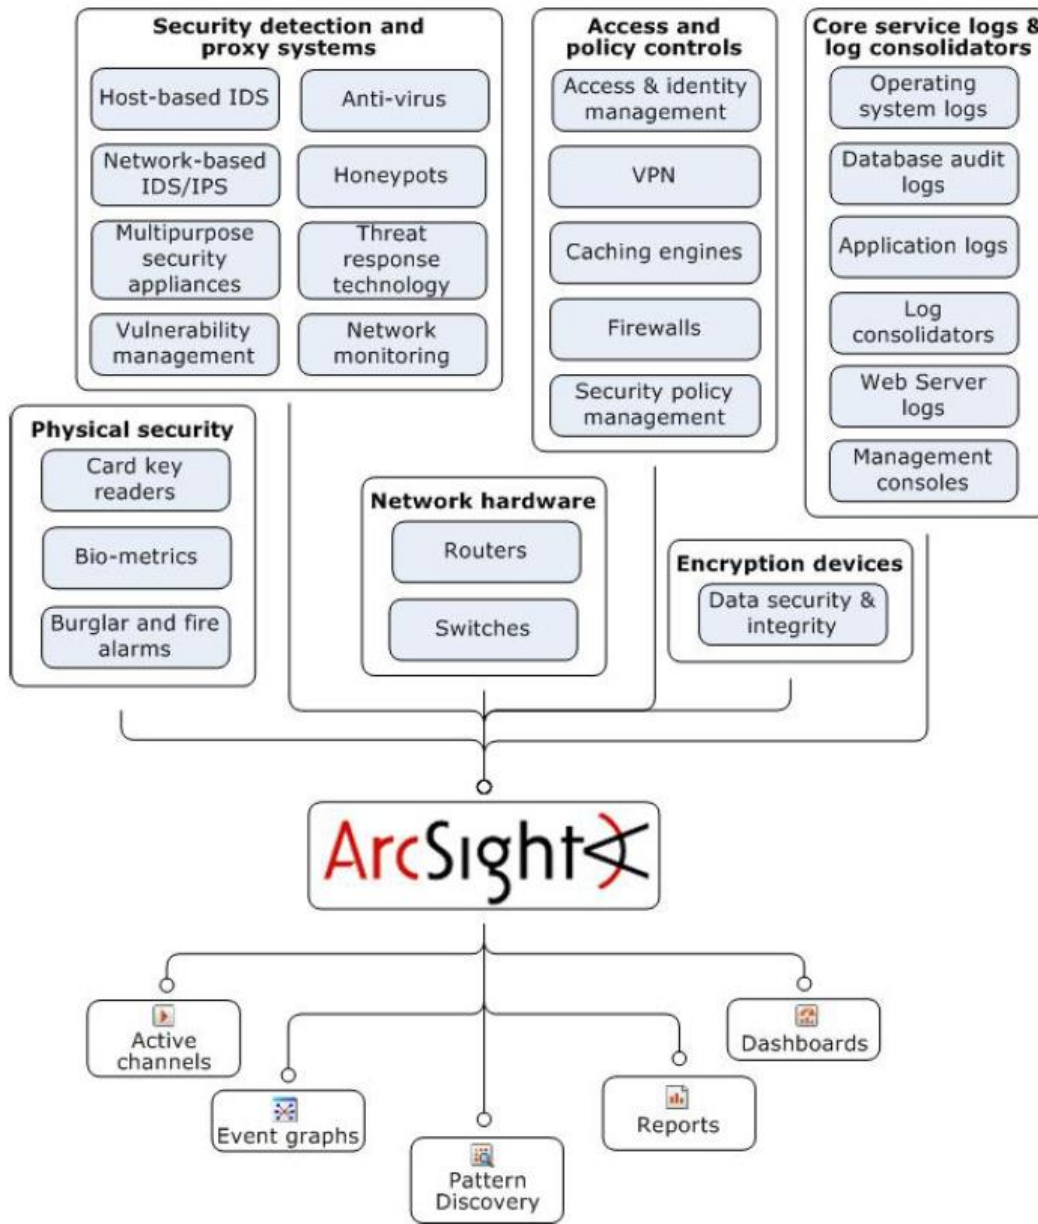 Security detection and
proxy systems
Host-based IDS
Anti-virus
Network-based
IDS/IPS
Honeypots
Multipurpose
security
appliances
Threat
response
technology
Vulnerability
management
Network
monitoring
Access and
policy controls
Access & identity
management
VPN
Caching engines
Firewalls
Security policy
management
Core service logs &
log consolidators
Operating
system logs
Database audit
logs
Application logs
Log
consolidators
Web Server
logs
Management
consoles
Physical security
Card key
readers
Bio-metrics
Burglar and fire
alarms
Network hardware
Routers
Switches
Encryption devices
Data security &
integrity
ArcSight
Active
channels
Event graphs
Pattern
Discovery
Reports
Dashboards